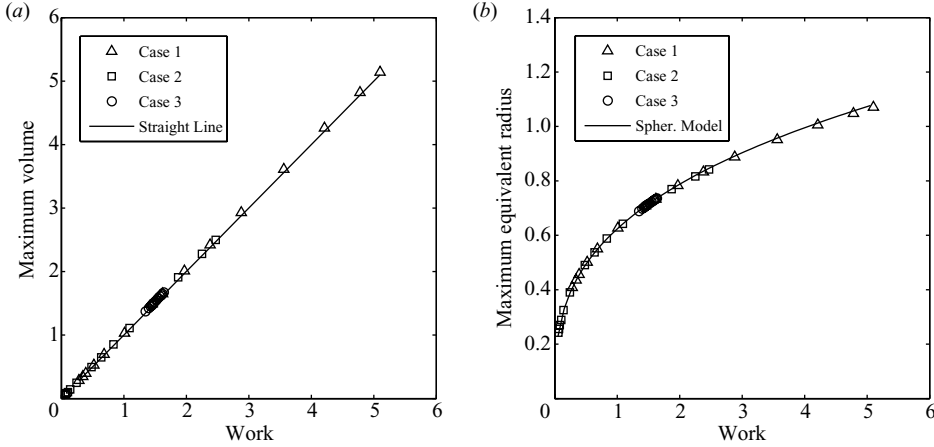 (a)
6
5
4
3
2
1
0
1
2
3
4
5
6
Maximum volume
Work
Case 1
Case 2
Case 3
Straight Line
(b)
1.4
1.2
1.0
0.8
0.6
0.4
0.2
0
1
2
3
4
5
6
Maximum equivalent radius
Work
Case 1
Case 2
Case 3
Spher. Model